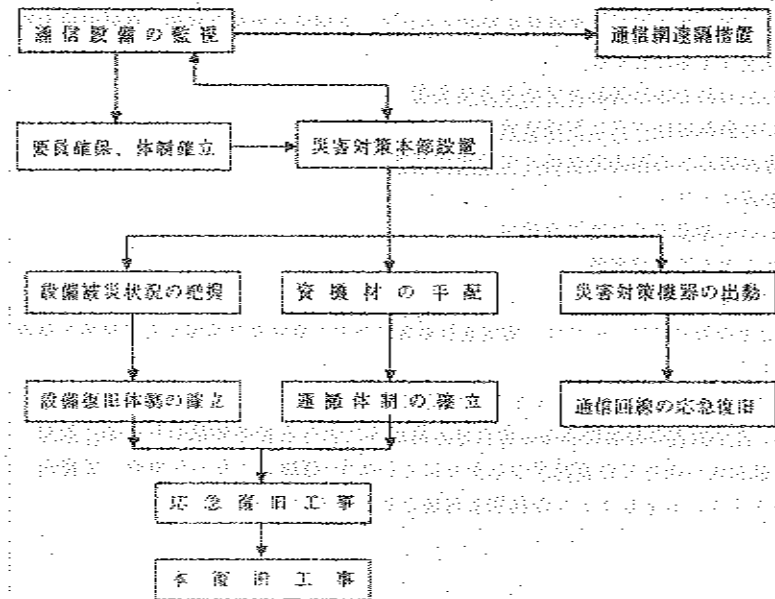 通信設備の監視
通信網遠隔措置
要員確保、体制確立
災害対策本部設置
設備被災状況の把握
資機材の手配
災害対策機器の出動
設備復旧体制の確立
運搬体制の確立
通信回線の応急復旧
応急復旧工事
本復旧工事